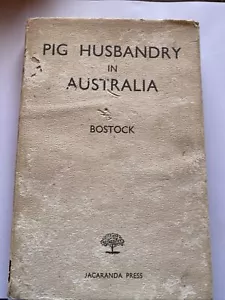 PIG HUSBANDRY
IN
AUSTRALIA
BOSTOCK
JACARANDA PRESS